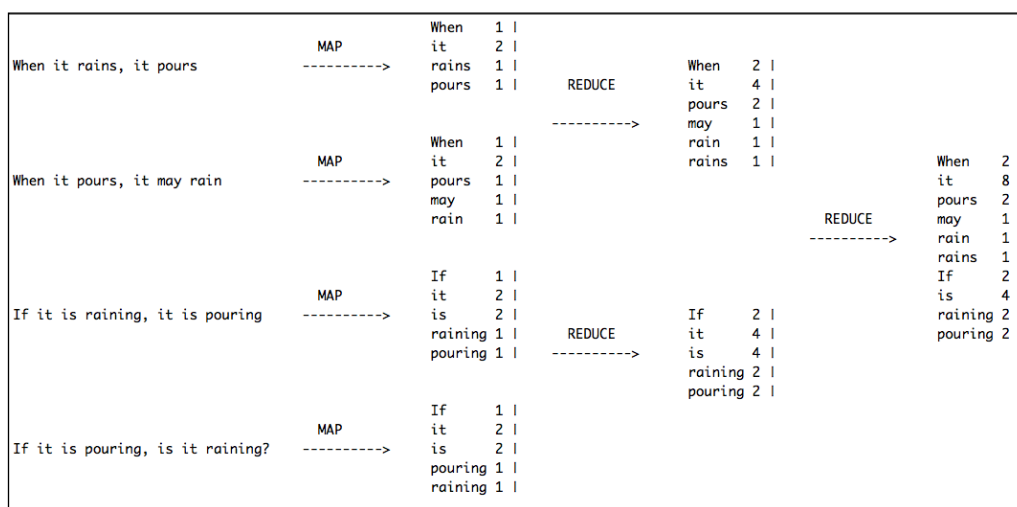 When 1 |
MAP it 2 |
When it rains, it pours ----------> rains 1 | When 2 |
pours 1 | REDUCE it 4 |
pours 2 |
----------> may 1 |
When 1 | rain 1 |
MAP it 2 | rains 1 | When 2
When it pours, it may rain ----------> pours 1 | it 8
may 1 | pours 2
rain 1 | REDUCE may 1
----------> rain 1
rains 1
If 1 | If 2
MAP it 2 | is 4
If it is raining, it is pouring ----------> is 2 | If 2 | raining 2
raining 1 | REDUCE it 4 | pouring 2
pouring 1 | ----------> is 4 |
raining 2 |
pouring 2 |
If 1 |
MAP it 2 |
If it is pouring, is it raining? ----------> is 2 |
pouring 1 |
raining 1 |